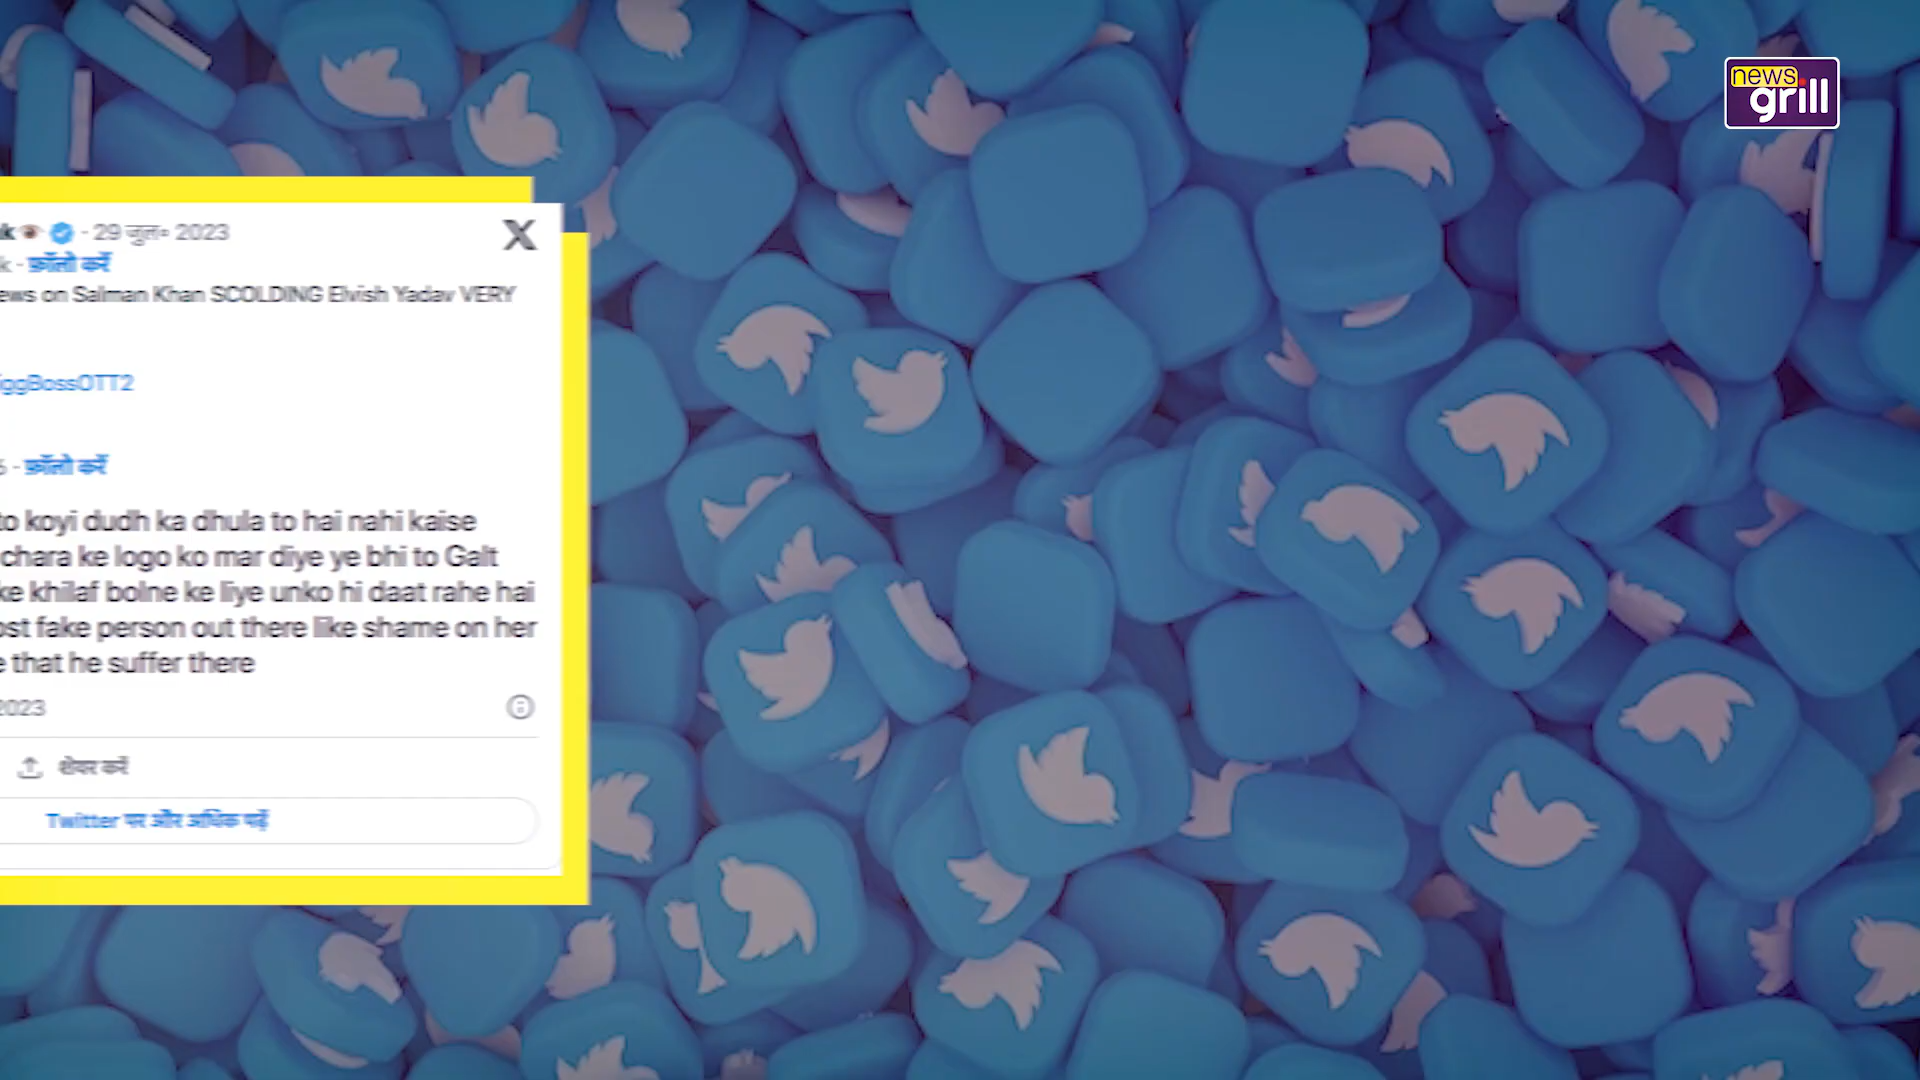 news
grill
- 29 जुल॰ 2023
X
- फ़ॉलो करें
on Salman Khan SCOLDING Elvish Yadav VERY
- फ़ॉलो करें
to koyi dudh ka dhula to hai nahi kaise
chara ke logo ko mar diye ye bhi to Galt
ke khilaf bolne ke liye unko hi daat rahe hai
fake person out there like shame on her
that he suffer there
2023
शेयर करें
Twitter पर और अधिक पढ़ें